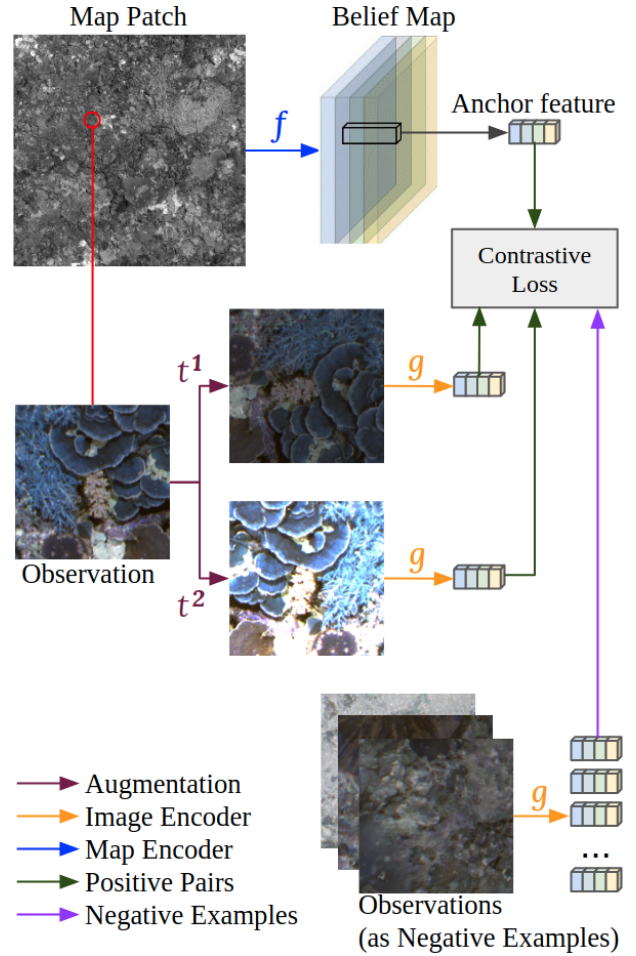 Map Patch
Belief Map
f
Anchor feature
Contrastive
Loss
t¹
g
Observation
t²
g
g
...
Augmentation
Image Encoder
Map Encoder
Positive Pairs
Negative Examples
Observations
(as Negative Examples)